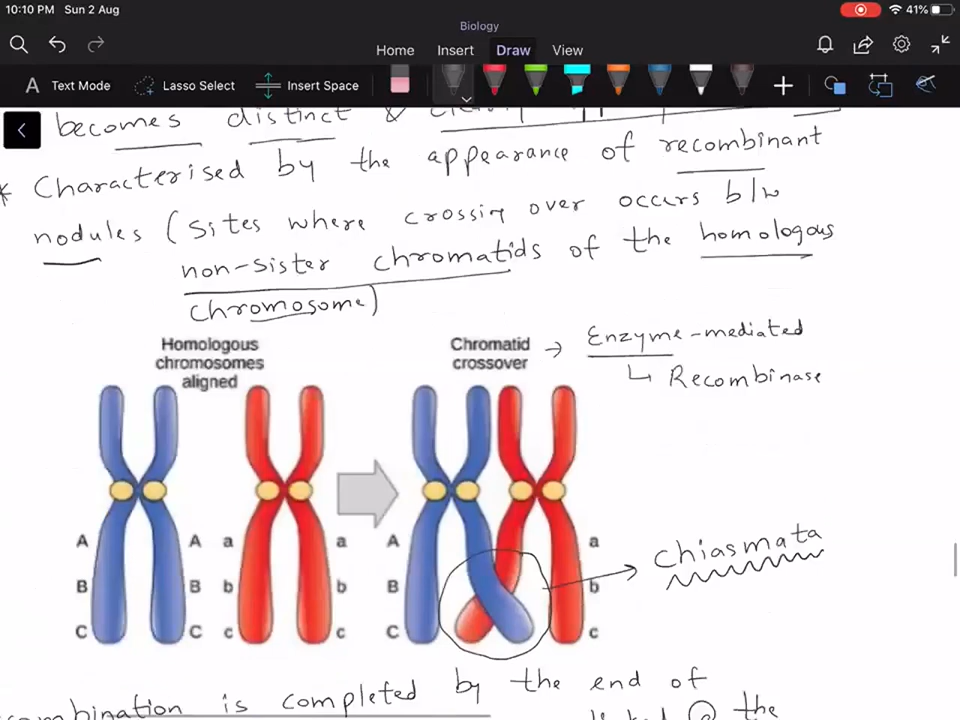 10:10 PM Sun 2 Aug
41%
Biology
Home Insert Draw View
A Text Mode Lasso Select Insert Space
becomes distinct &
* Characterised by the appearance of recombinant
nodules (sites where crossing over occurs b/w
non-sister chromatids of the homologous
chromosome)
Homologous
chromosomes
aligned
Chromatid
crossover
→ Enzyme-mediated
↳ Recombinase
A A a a A a
B B b b B b
C C c c C c
chiasmata
combination is completed by the end of
the